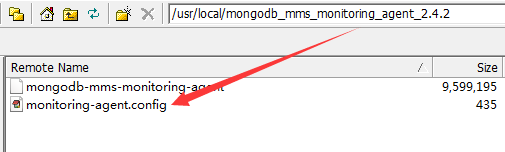 /usr/local/mongodb_mms_monitoring_agent_2.4.2
Remote Name / Size
mongodb-mms-monitoring-agent 9,599,195
monitoring-agent.config 435